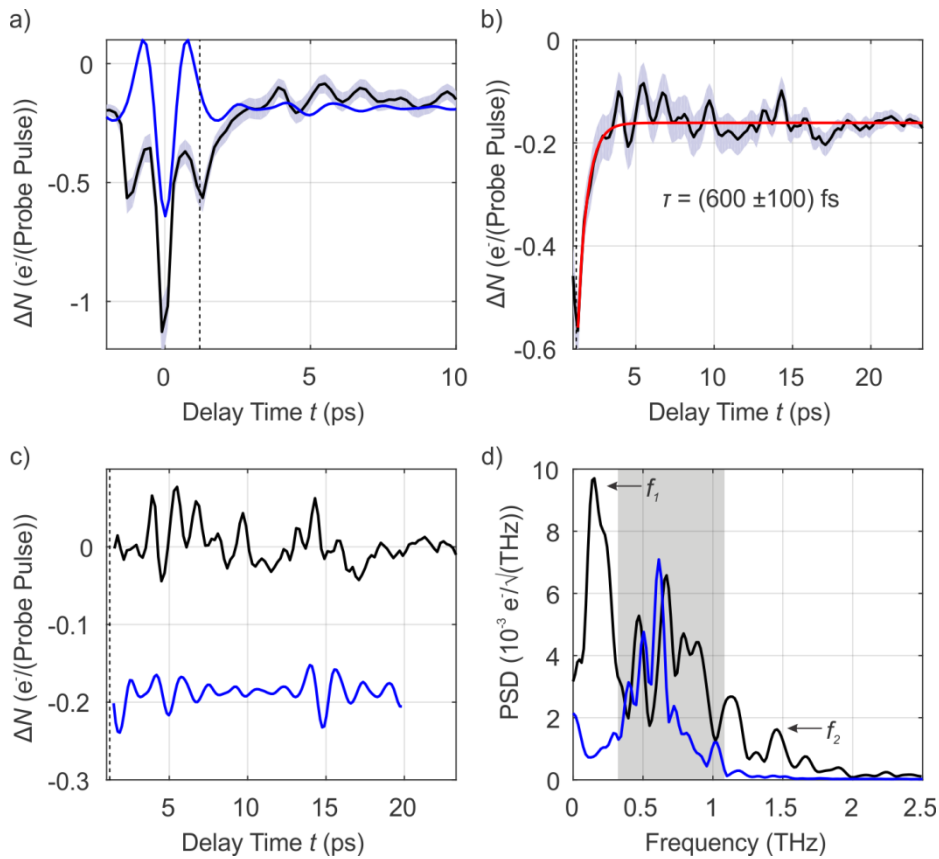 a)
0
-0.5
-1
ΔN (e⁻/(Probe Pulse))
0
5
10
Delay Time t (ps)
b)
0
-0.2
-0.4
-0.6
ΔN (e⁻/(Probe Pulse))
τ = (600 ±100) fs
5
10
15
20
Delay Time t (ps)
c)
0
-0.1
-0.2
-0.3
ΔN (e⁻/(Probe Pulse))
5
10
15
20
Delay Time t (ps)
d)
10
8
6
4
2
0
PSD (10⁻³ e⁻/√(THz))
f₁
f₂
0
0.5
1
1.5
2
2.5
Frequency (THz)